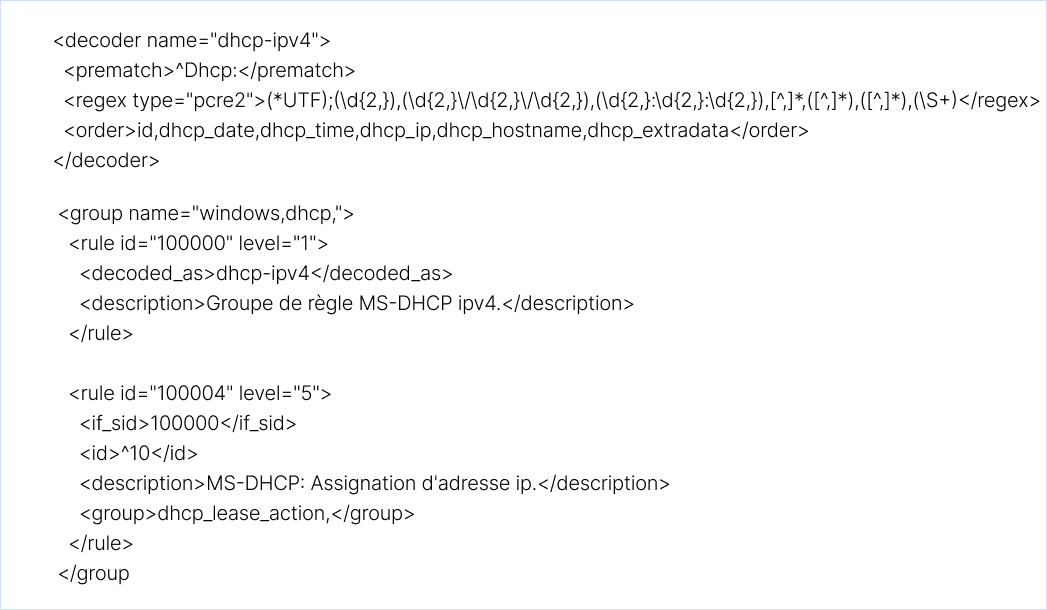 <decoder name="dhcp-ipv4">
<prematch>^Dhcp:</prematch>
<regex type="pcre2">(*UTF);(\d{2,}),(\d{2,}\/\d{2,}\/\d{2,}),(\d{2,}:\d{2,}:\d{2,}),[^,]*,([^,]*),([^,]*),(\S+)</regex>
<order>id,dhcp_date,dhcp_time,dhcp_ip,dhcp_hostname,dhcp_extradata</order>
</decoder>
<group name="windows,dhcp,">
<rule id="100000" level="1">
<decoded_as>dhcp-ipv4</decoded_as>
<description>Groupe de règle MS-DHCP ipv4.</description>
</rule>
<rule id="100004" level="5">
<if_sid>100000</if_sid>
<id>^10</id>
<description>MS-DHCP: Assignation d'adresse ip.</description>
<group>dhcp_lease_action,</group>
</rule>
</group